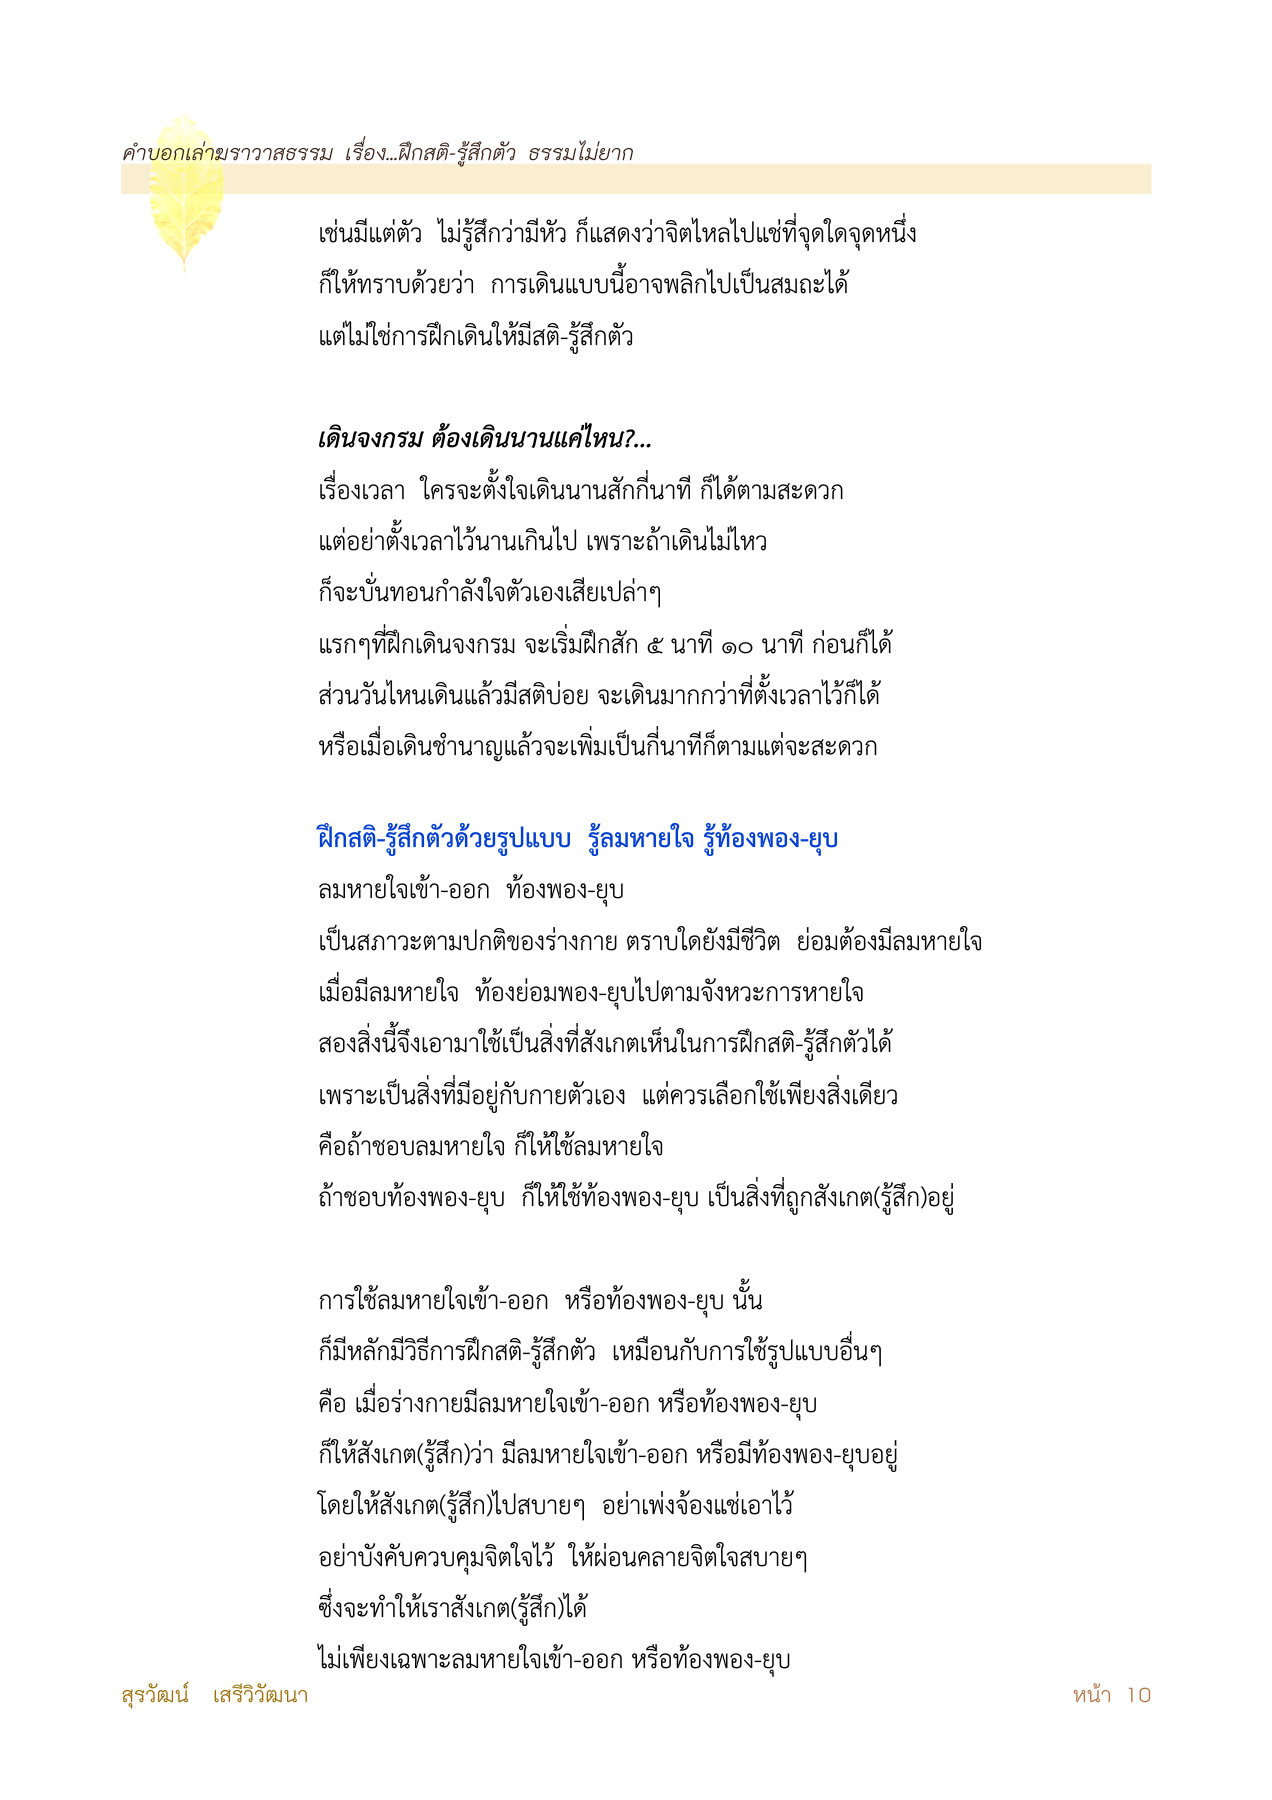 คำบอกเล่าฆราวาสธรรม เรื่อง...ฝึกสติ-รู้สึกตัว ธรรมไม่ยาก
เช่นมีแต่ตัว ไม่รู้สึกว่ามีหัว ก็แสดงว่าจิตไหลไปแช่ที่จุดใดจุดหนึ่ง
ก็ให้ทราบด้วยว่า การเดินแบบนี้อาจพลิกไปเป็นสมถะได้
แต่ไม่ใช่การฝึกเดินให้มีสติ-รู้สึกตัว
เดินจงกรม ต้องเดินนานแค่ไหน?...
เรื่องเวลา ใครจะตั้งใจเดินนานสักกี่นาที ก็ได้ตามสะดวก
แต่อย่าตั้งเวลาไว้นานเกินไป เพราะถ้าเดินไม่ไหว
ก็จะบั่นทอนกำลังใจตัวเองเสียเปล่าๆ
แรกๆที่ฝึกเดินจงกรม จะเริ่มฝึกสัก ๕ นาที ๑๐ นาที ก่อนก็ได้
ส่วนวันไหนเดินแล้วมีสติบ่อย จะเดินมากกว่าที่ตั้งเวลาไว้ก็ได้
หรือเมื่อเดินชำนาญแล้วจะเพิ่มเป็นกี่นาทีก็ตามแต่จะสะดวก
ฝึกสติ-รู้สึกตัวด้วยรูปแบบ รู้ลมหายใจ รู้ท้องพอง-ยุบ
ลมหายใจเข้า-ออก ท้องพอง-ยุบ
เป็นสภาวะตามปกติของร่างกาย ตราบใดยังมีชีวิต ย่อมต้องมีลมหายใจ
เมื่อมีลมหายใจ ท้องย่อมพอง-ยุบไปตามจังหวะการหายใจ
สองสิ่งนี้จึงเอามาใช้เป็นสิ่งที่สังเกตเห็นในการฝึกสติ-รู้สึกตัวได้
เพราะเป็นสิ่งที่มีอยู่กับกายตัวเอง แต่ควรเลือกใช้เพียงสิ่งเดียว
คือถ้าชอบลมหายใจ ก็ให้ใช้ลมหายใจ
ถ้าชอบท้องพอง-ยุบ ก็ให้ใช้ท้องพอง-ยุบ เป็นสิ่งที่ถูกสังเกต(รู้สึก)อยู่
การใช้ลมหายใจเข้า-ออก หรือท้องพอง-ยุบ นั้น
ก็มีหลักมีวิธีการฝึกสติ-รู้สึกตัว เหมือนกับการใช้รูปแบบอื่นๆ
คือ เมื่อร่างกายมีลมหายใจเข้า-ออก หรือท้องพอง-ยุบ
ก็ให้สังเกต(รู้สึก)ว่า มีลมหายใจเข้า-ออก หรือมีท้องพอง-ยุบอยู่
โดยให้สังเกต(รู้สึก)ไปสบายๆ อย่าเพ่งจ้องแช่เอาไว้
อย่าบังคับควบคุมจิตใจไว้ ให้ผ่อนคลายจิตใจสบายๆ
ซึ่งจะทำให้เราสังเกต(รู้สึก)ได้
ไม่เพียงเฉพาะลมหายใจเข้า-ออก หรือท้องพอง-ยุบ
สุรวัฒน์ เสรีวิวัฒนา หน้า 10